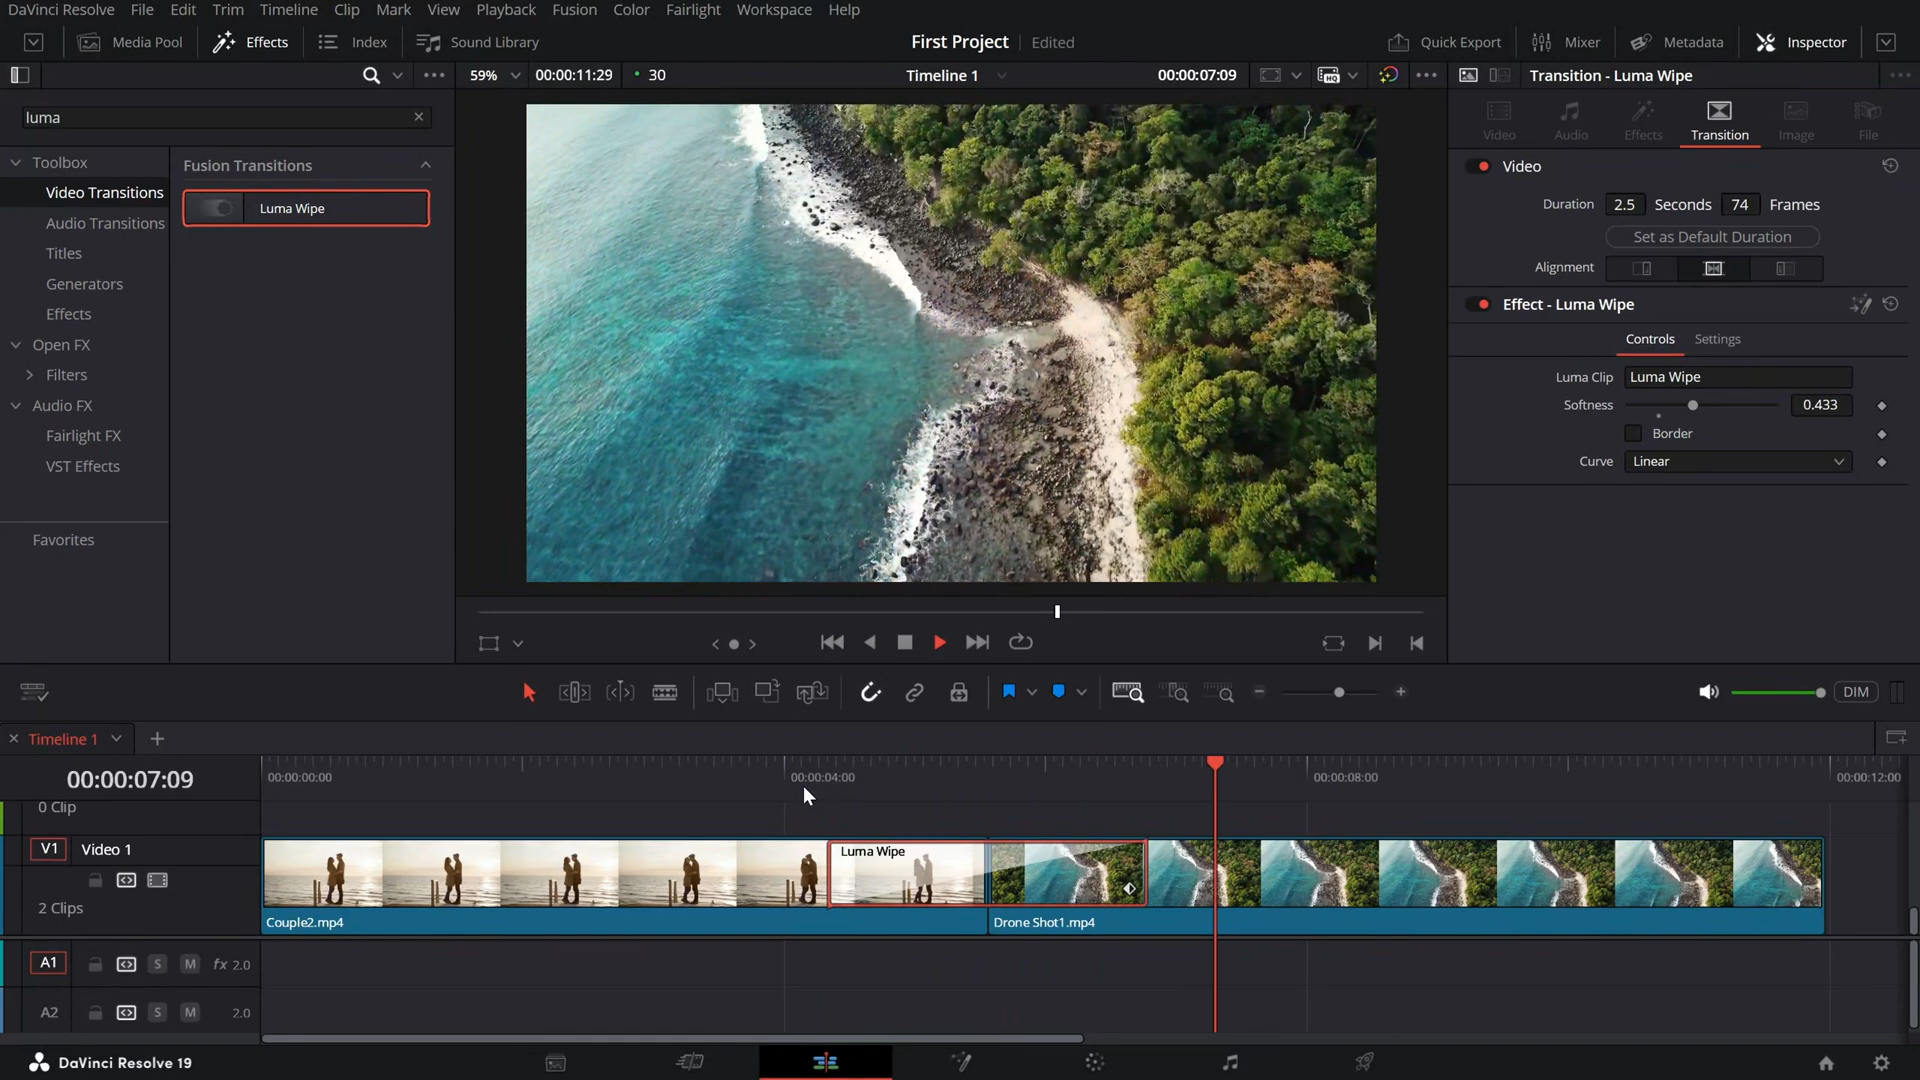 DaVinci Resolve File Edit Trim Timeline Clip Mark View Playback Fusion Color Fairlight Workspace Help
Media Pool Effects Index Sound Library First Project Edited Quick Export Mixer Metadata Inspector
59% 00:00:11:29 30 Timeline 1 00:00:07:09 HQ Transition - Luma Wipe
luma
Video Audio Effects Transition Image File
Toolbox
Video Transitions
Audio Transitions
Titles
Generators
Effects
Open FX
Filters
Audio FX
Fairlight FX
VST Effects
Favorites
Fusion Transitions
Luma Wipe
Video
Duration 2.5 Seconds 74 Frames
Set as Default Duration
Alignment
Effect - Luma Wipe
Controls Settings
Luma Clip Luma Wipe
Softness 0.433
Border
Curve Linear
DIM
Timeline 1
00:00:07:09 00:00:00:00 00:00:04:00 00:00:08:00 00:00:12:00
0 Clip
V1 Video 1
Luma Wipe
2 Clips
Couple2.mp4 Drone Shot1.mp4
A1 S M fx 2.0
A2 S M 2.0
DaVinci Resolve 19